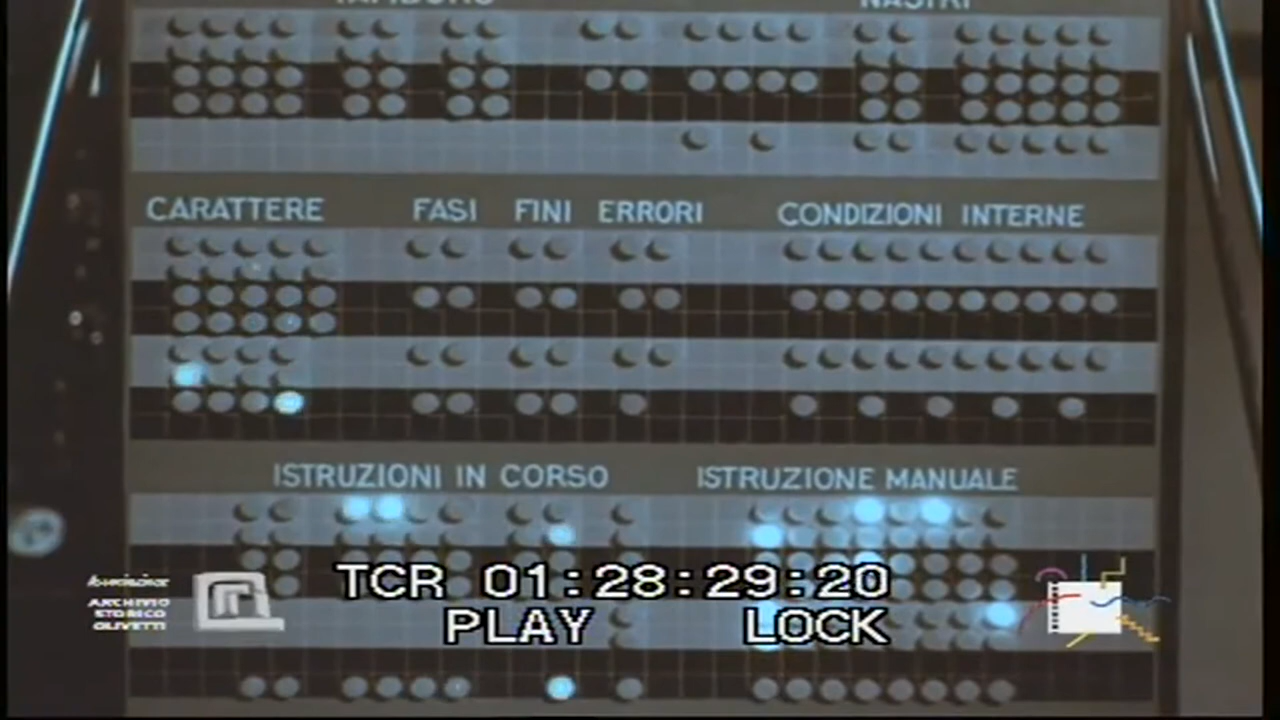 TAMBURO NASTRI
CARATTERE FASI FINI ERRORI CONDIZIONI INTERNE
ISTRUZIONI IN CORSO ISTRUZIONE MANUALE
TCR 01:28:29:20
PLAY LOCK
ARCHIVIO
STORICO
OLIVETTI